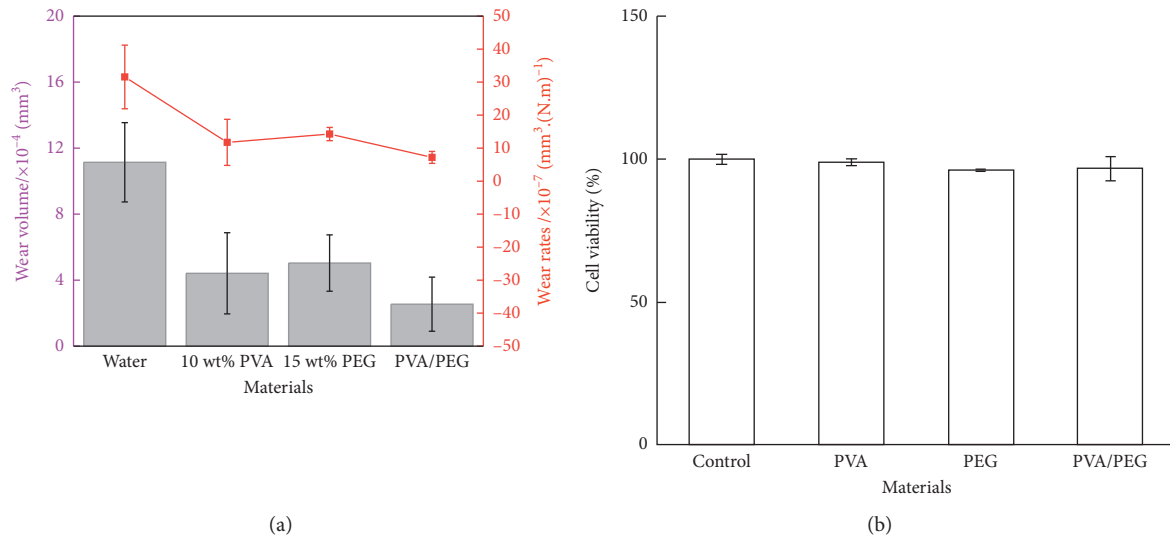 20
16
12
8
4
0
Wear volume/×10⁻⁴ (mm³)
50
40
30
20
10
0
−10
−20
−30
40
−50
Wear rates /×10⁻⁷ (mm³.(N.m)⁻¹
Water
10 wt% PVA
15 wt% PEG
PVA/PEG
Materials
(a)
150
100
50
0
Cell viability (%)
Control
PVA
PEG
PVA/PEG
Materials
(b)